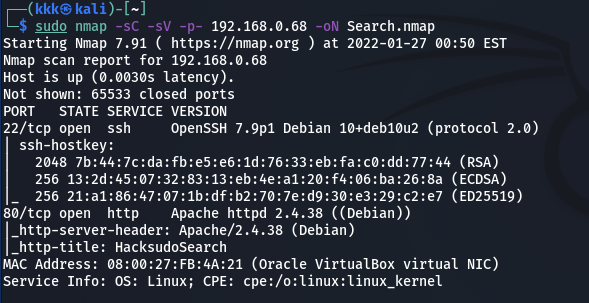 ┌──(kkk㉿kali)-[~]
└─$ sudo nmap -sC -sV -p- 192.168.0.68 -oN Search.nmap
Starting Nmap 7.91 ( https://nmap.org ) at 2022-01-27 00:50 EST
Nmap scan report for 192.168.0.68
Host is up (0.0030s latency).
Not shown: 65533 closed ports
PORT   STATE SERVICE VERSION
22/tcp open  ssh     OpenSSH 7.9p1 Debian 10+deb10u2 (protocol 2.0)
| ssh-hostkey:
|   2048 7b:44:7c:da:fb:e5:e6:1d:76:33:eb:fa:c0:dd:77:44 (RSA)
|   256 13:2d:45:07:32:83:13:eb:4e:a1:20:f4:06:ba:26:8a (ECDSA)
|_  256 21:a1:86:47:07:1b:df:b2:70:7e:d9:30:e3:29:c2:e7 (ED25519)
80/tcp open  http    Apache httpd 2.4.38 ((Debian))
|_http-server-header: Apache/2.4.38 (Debian)
|_http-title: HacksudoSearch
MAC Address: 08:00:27:FB:4A:21 (Oracle VirtualBox virtual NIC)
Service Info: OS: Linux; CPE: cpe:/o:linux:linux_kernel